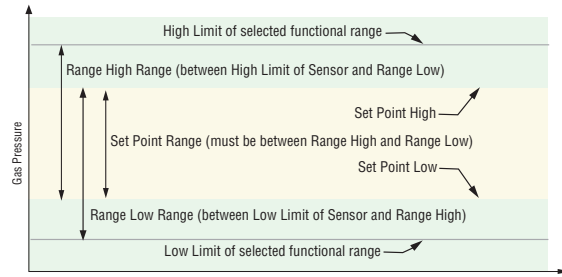 High Limit of selected functional range
Range High Range (between High Limit of Sensor and Range Low)
Set Point High
Set Point Range (must be between Range High and Range Low)
Set Point Low
Range Low Range (between Low Limit of Sensor and Range High)
Low Limit of selected functional range
Gas Pressure